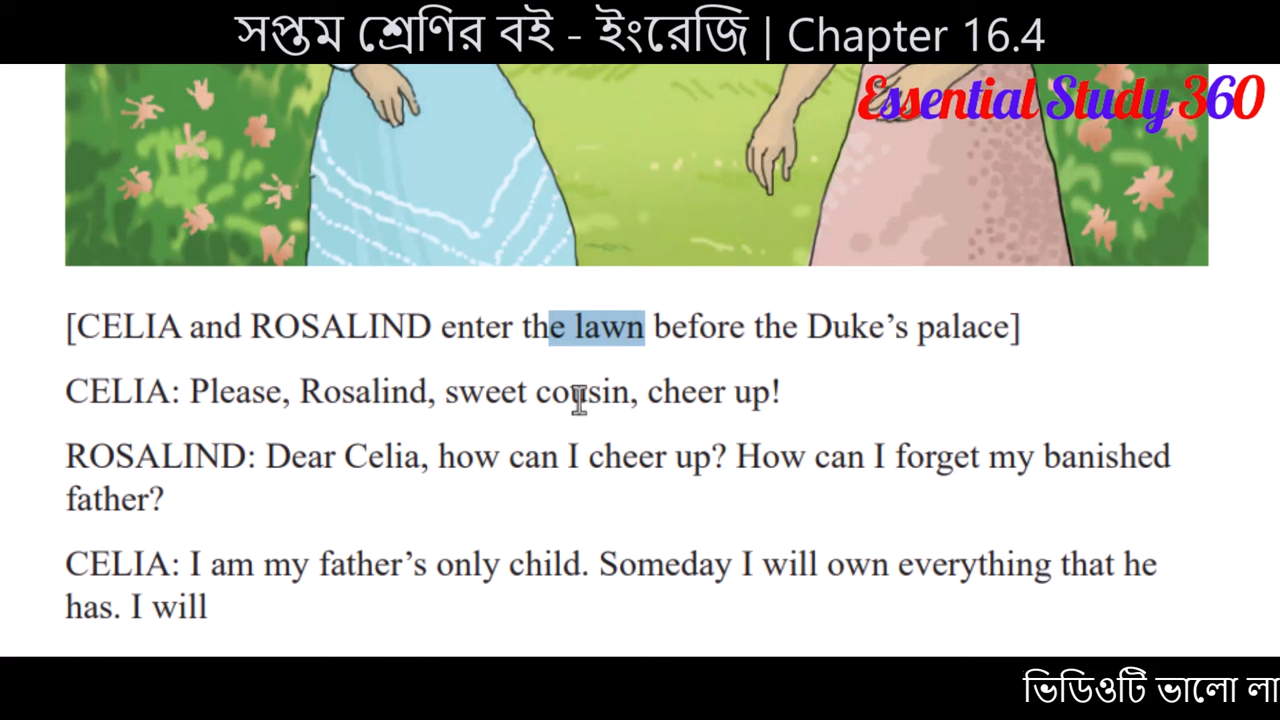 সপ্তম শ্রেণির বই - ইংরেজি | Chapter 16.4
Essential Study 360
[CELIA and ROSALIND enter the lawn before the Duke’s palace]
CELIA: Please, Rosalind, sweet cousin, cheer up!
ROSALIND: Dear Celia, how can I cheer up? How can I forget my banished
father?
CELIA: I am my father’s only child. Someday I will own everything that he
has. I will
ভিডিওটি ভালো লা